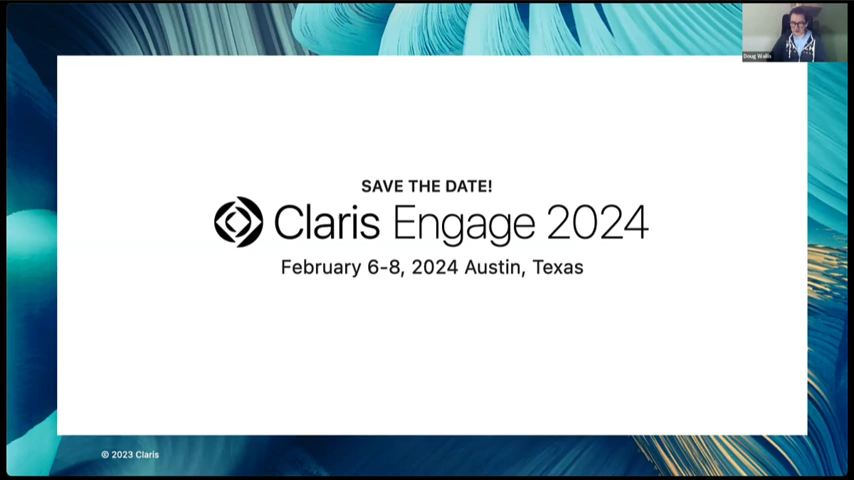 Doug Wallis
SAVE THE DATE!
Claris Engage 2024
February 6-8, 2024 Austin, Texas
© 2023 Claris